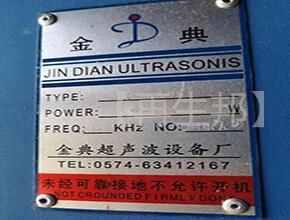 金 典
JIN DIAN ULTRASONIS
TYPE:
POWER: W
FREQ: KHz NO:
金典超声波设备厂
TEL:0574-63412167
未经可靠接地不允许开机
NOT CROUNDED FIRMLY DONY